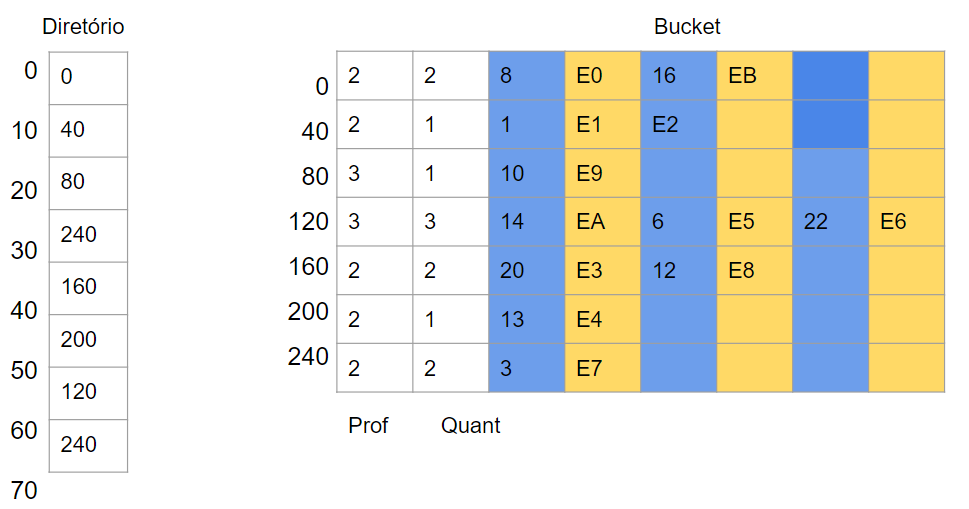 Diretório
0 0
10 40
20 80
30 240
40 160
50 200
60 120
70 240
Bucket
0 2 2 8 E0 16 EB
40 2 1 1 E1 E2
80 3 1 10 E9
120 3 3 14 EA 6 E5 22 E6
160 2 2 20 E3 12 E8
200 2 1 13 E4
240 2 2 3 E7
Prof Quant